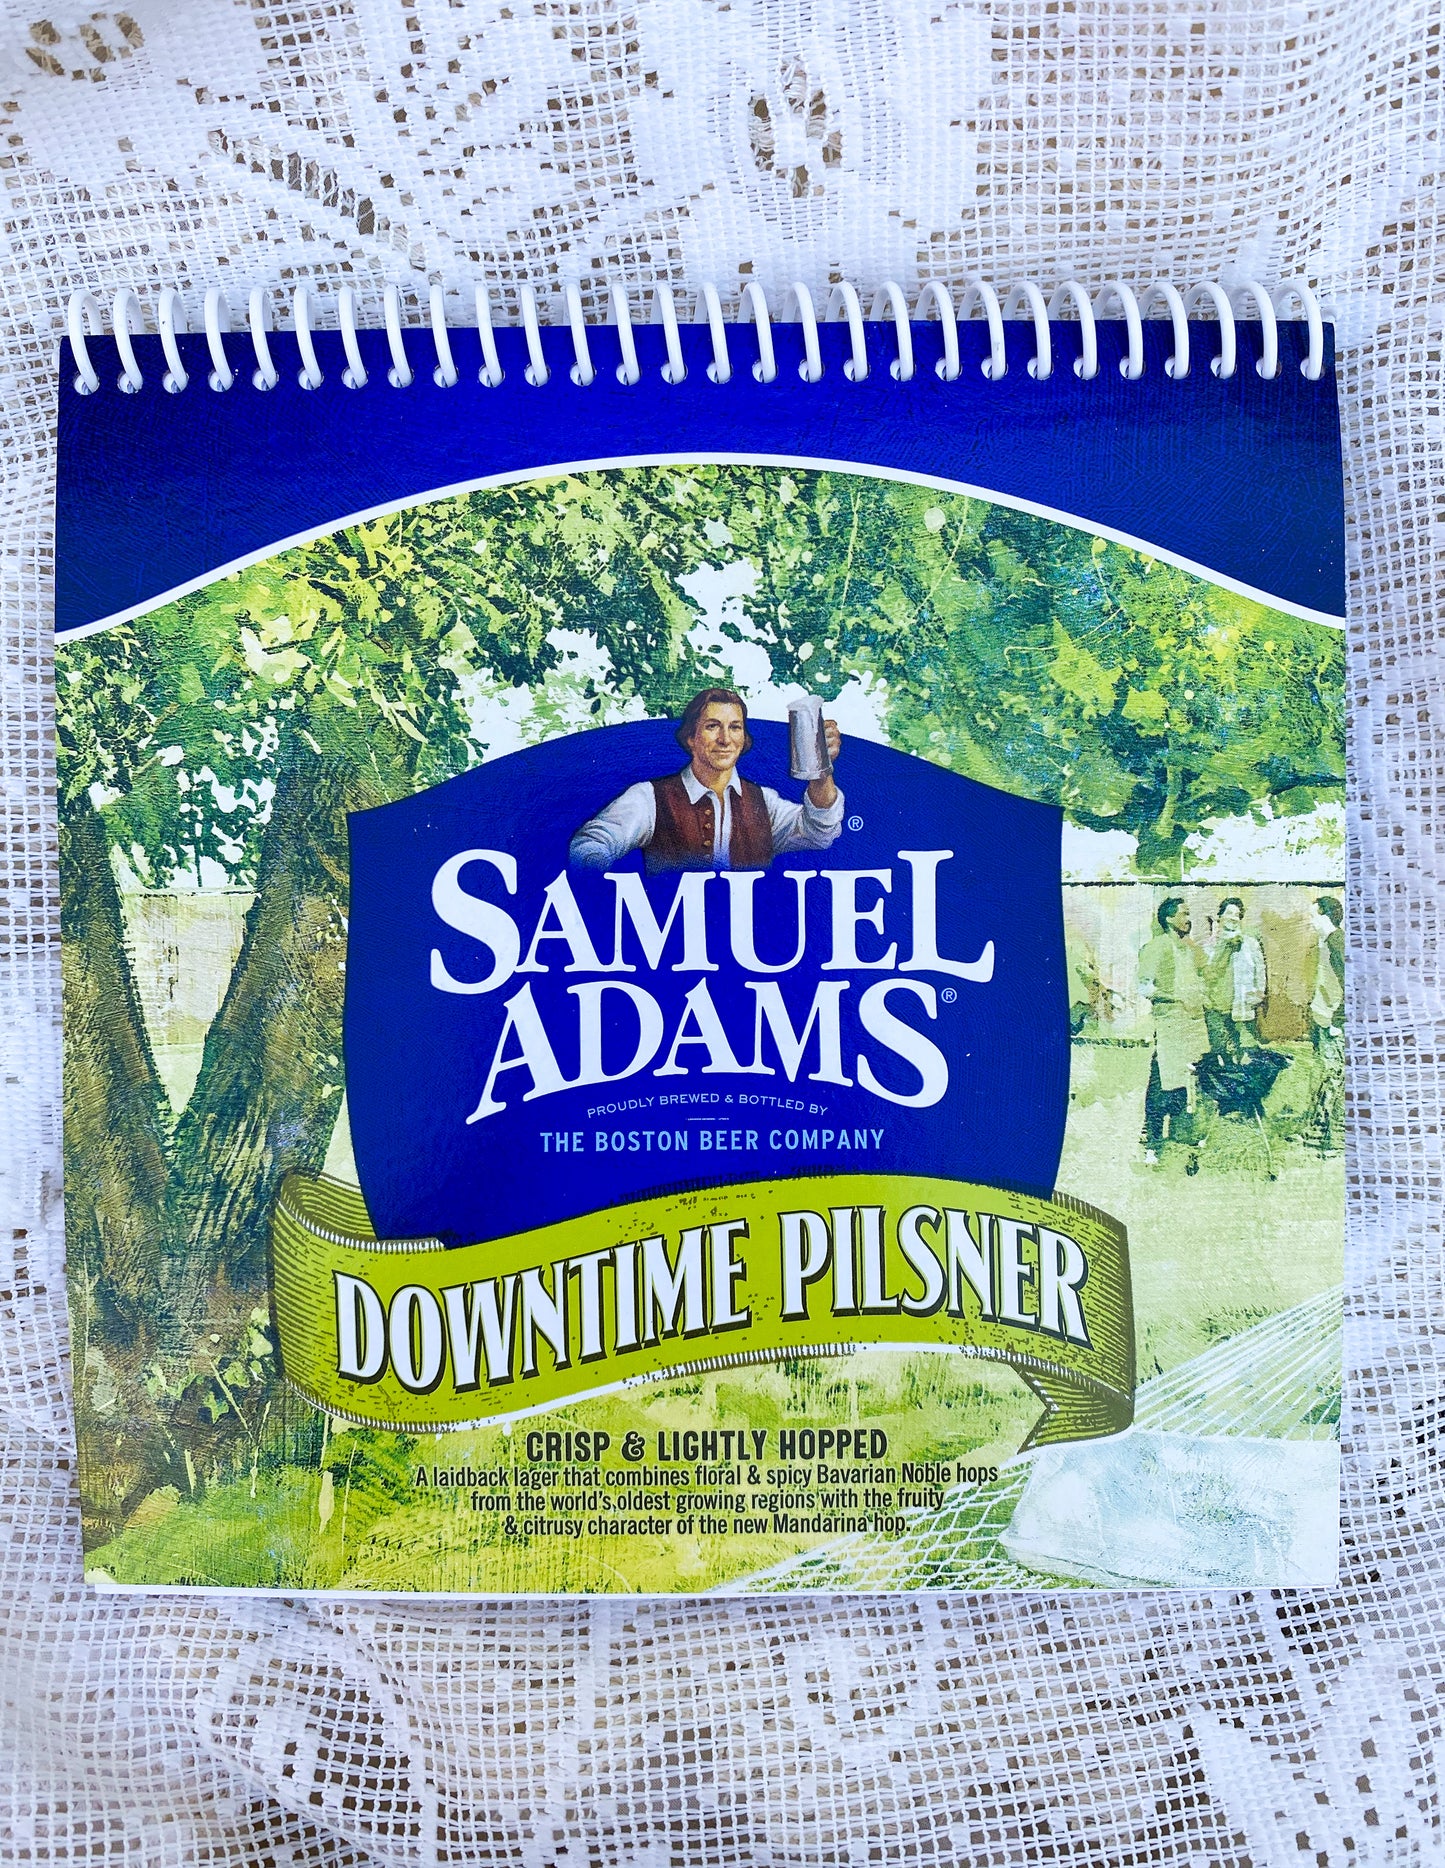 ®
SAMUEL
ADAMS®
PROUDLY BREWED & BOTTLED BY
THE BOSTON BEER COMPANY
DOWNTIME PILSNER
CRISP & LIGHTLY HOPPED
A laidback lager that combines floral & spicy Bavarian Noble hops
from the world's oldest growing regions with the fruity
& citrusy character of the new Mandarina hop.